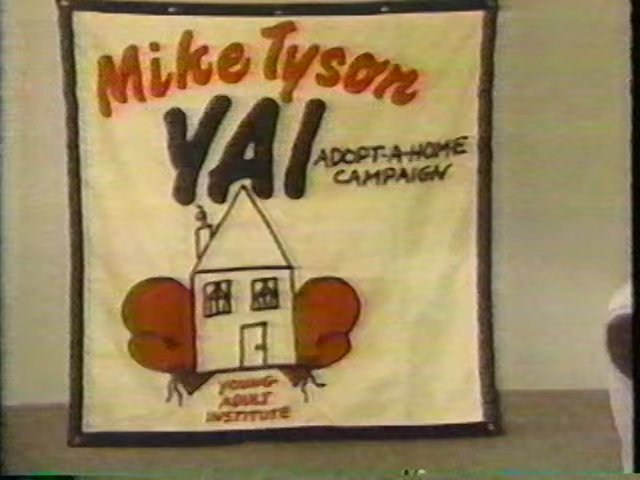 Mike Tyson
YAI
ADOPT-A-HOME
CAMPAIGN
YOUNG
ADULT
INSTITUTE